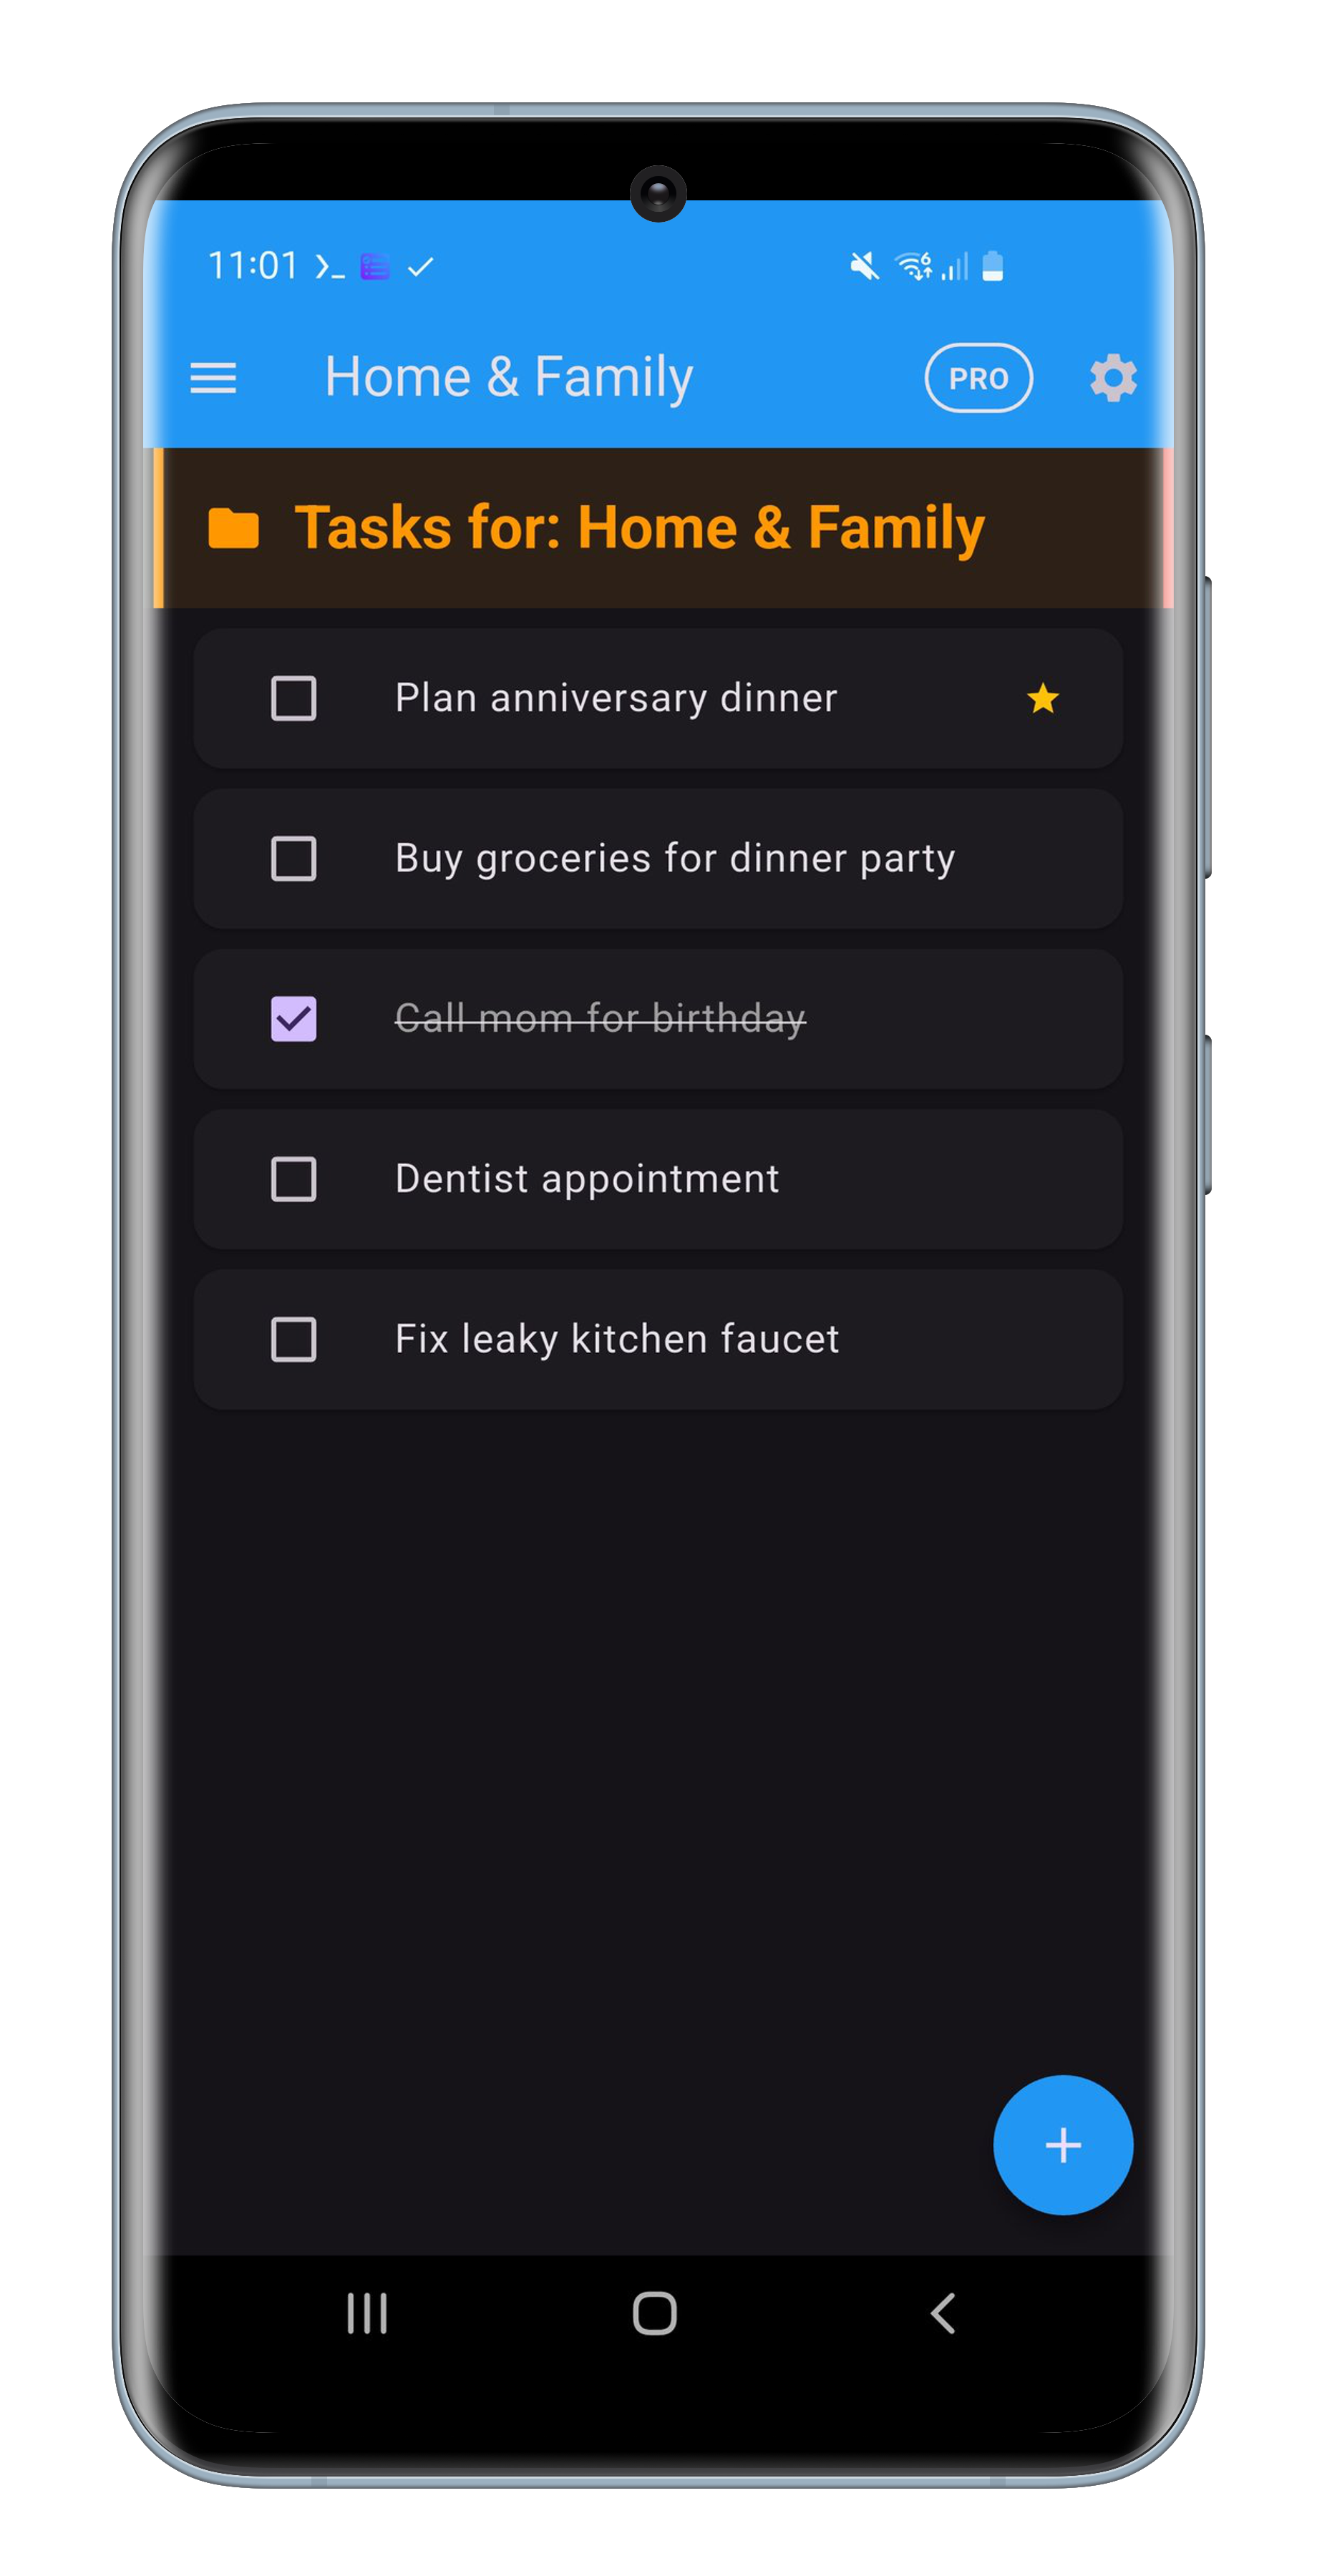 11:01
Home & Family
PRO
Tasks for: Home & Family
Plan anniversary dinner
Buy groceries for dinner party
Call mom for birthday
Dentist appointment
Fix leaky kitchen faucet